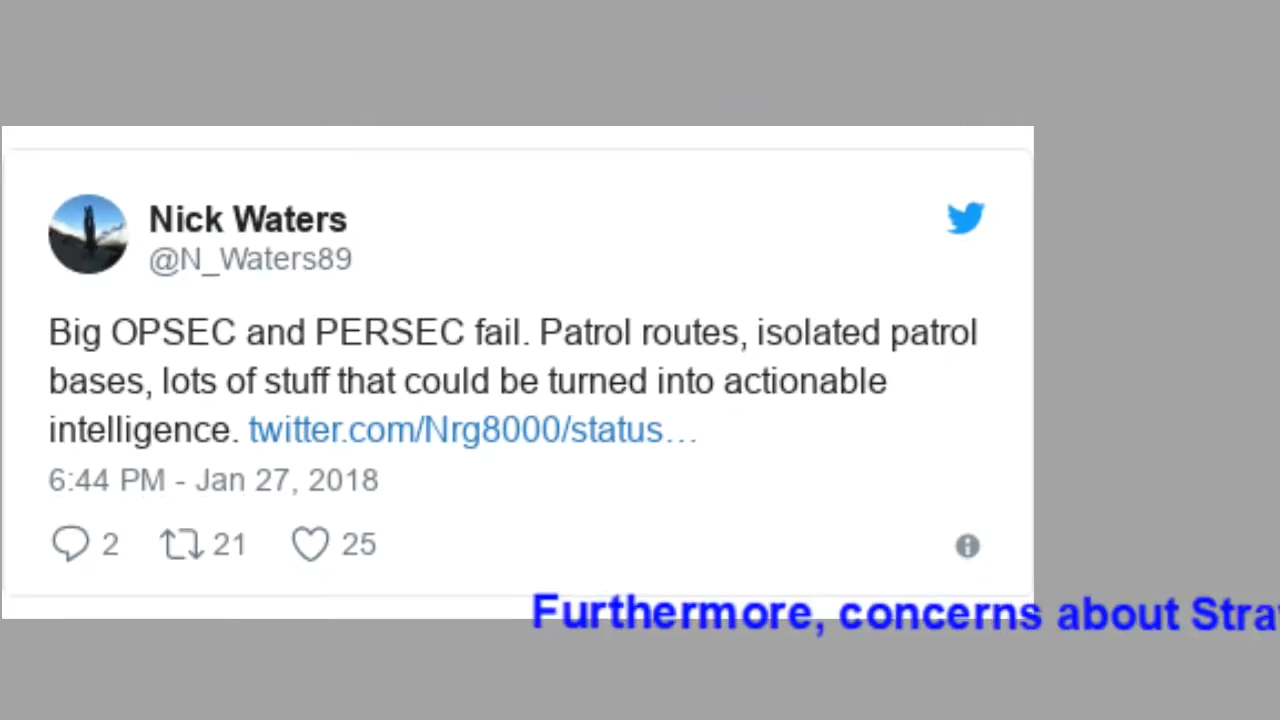 Nick Waters
@N_Waters89
Big OPSEC and PERSEC fail. Patrol routes, isolated patrol
bases, lots of stuff that could be turned into actionable
intelligence. twitter.com/Nrg8000/status…
6:44 PM - Jan 27, 2018
2 21 25
Furthermore, concerns about